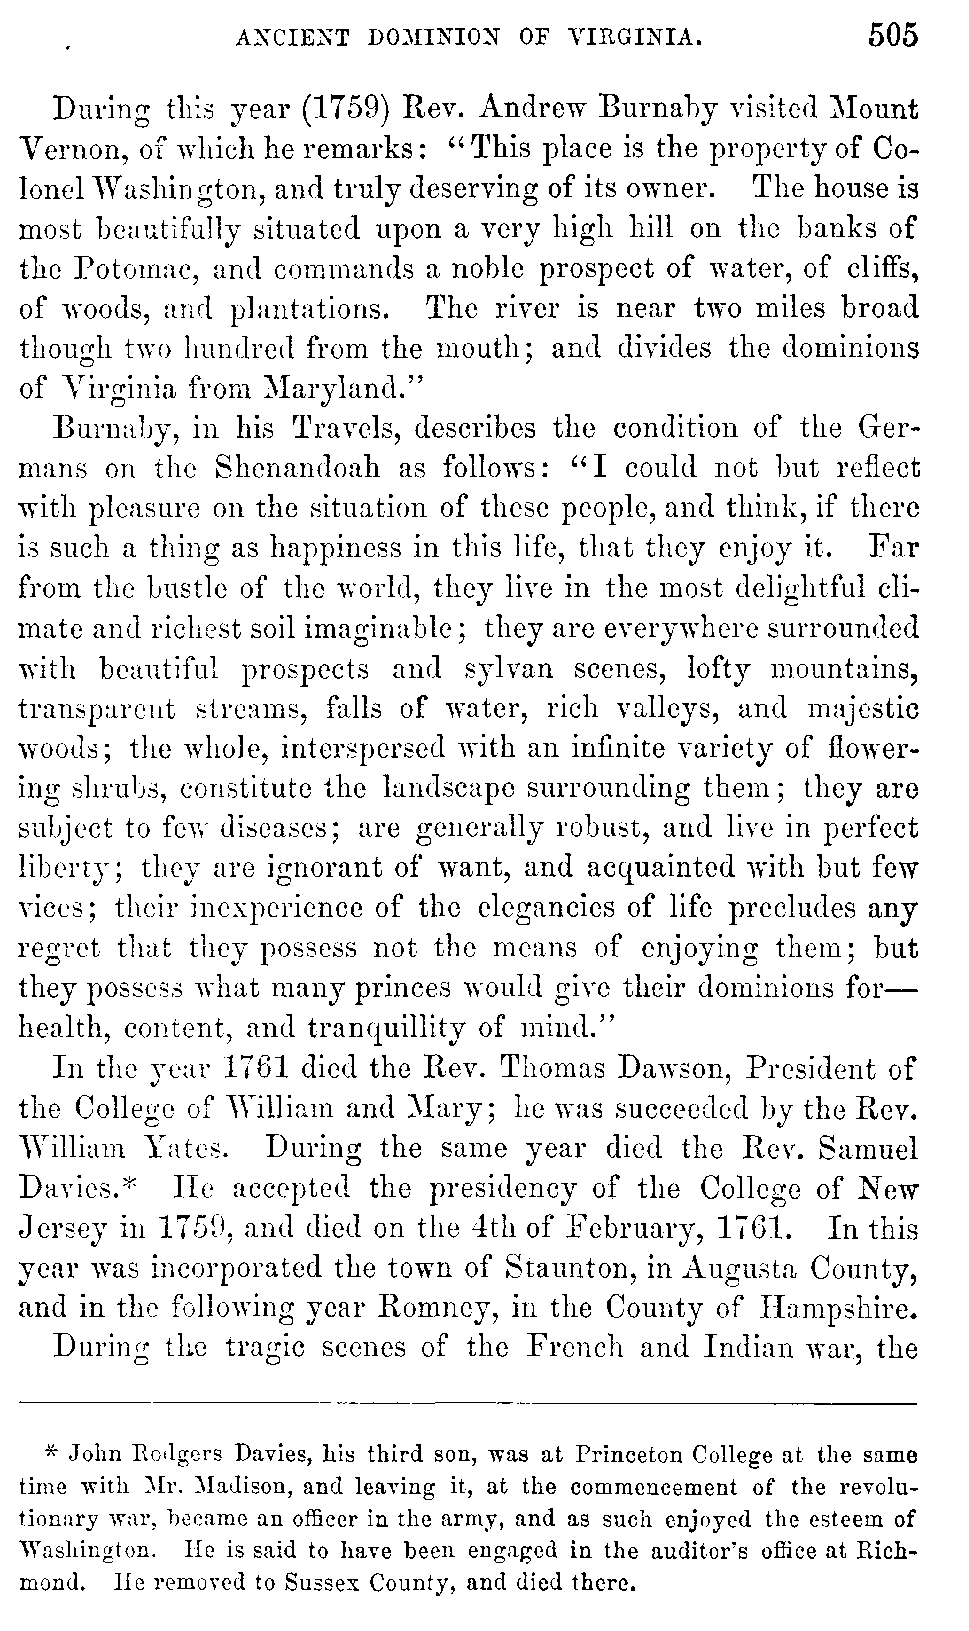 ANCIENT DOMINION OF VIRGINIA. 505
During this year (1759) Rev. Andrew Burnaby visited Mount
Vernon, of which he remarks: "This place is the property of Co-
lonel Washington, and truly deserving of its owner. The house is
most beautifully situated upon a very high hill on the banks of
the Potomac, and commands a noble prospect of water, of cliffs,
of woods, and plantations. The river is near two miles broad
though two hundred from the mouth; and divides the dominions
of Virginia from Maryland."
Burnaby, in his Travels, describes the condition of the Ger-
mans on the Shenandoah as follows: "I could not but reflect
with pleasure on the situation of these people, and think, if there
is such a thing as happiness in this life, that they enjoy it. Far
from the bustle of the world, they live in the most delightful cli-
mate and richest soil imaginable; they are everywhere surrounded
with beautiful prospects and sylvan scenes, lofty mountains,
transparent streams, falls of water, rich valleys, and majestic
woods; the whole, interspersed with an infinite variety of flower-
ing shrubs, constitute the landscape surrounding them; they are
subject to few diseases; are generally robust, and live in perfect
liberty; they are ignorant of want, and acquainted with but few
vices; their inexperience of the elegancies of life precludes any
regret that they possess not the means of enjoying them; but
they possess what many princes would give their dominions for—
health, content, and tranquillity of mind."
In the year 1761 died the Rev. Thomas Dawson, President of
the College of William and Mary; he was succeeded by the Rev.
William Yates. During the same year died the Rev. Samuel
Davies.* He accepted the presidency of the College of New
Jersey in 1759, and died on the 4th of February, 1761. In this
year was incorporated the town of Staunton, in Augusta County,
and in the following year Romney, in the County of Hampshire.
During the tragic scenes of the French and Indian war, the
* John Rodgers Davies, his third son, was at Princeton College at the same
time with Mr. Madison, and leaving it, at the commencement of the revolu-
tionary war, became an officer in the army, and as such enjoyed the esteem of
Washington. He is said to have been engaged in the auditor's office at Rich-
mond. He removed to Sussex County, and died there.